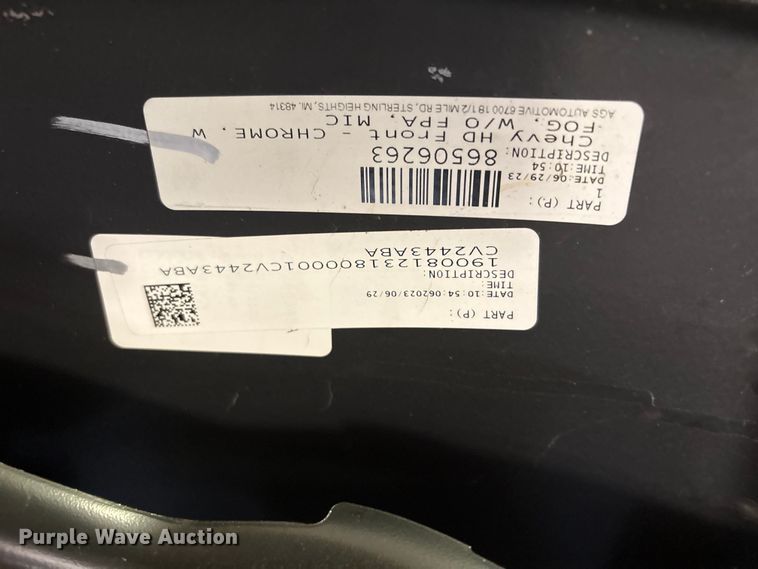 PART (P):
1
DATE:06/29/23
TIME:10:54
DESCRIPTION:
86506263
Chevy HD Front - CHROME, W
FOG, W/O FPA, MIC
AGS AUTOMOTIVE 6700 18 1/2 MILE RD, STERLING HEIGHTS, MI. 48314
PART (P):
DATE:10:54:062023/06/29
TIME:
DESCRIPTION:
190081231800001CV2443ABA
CV2443ABA
Purple Wave Auction